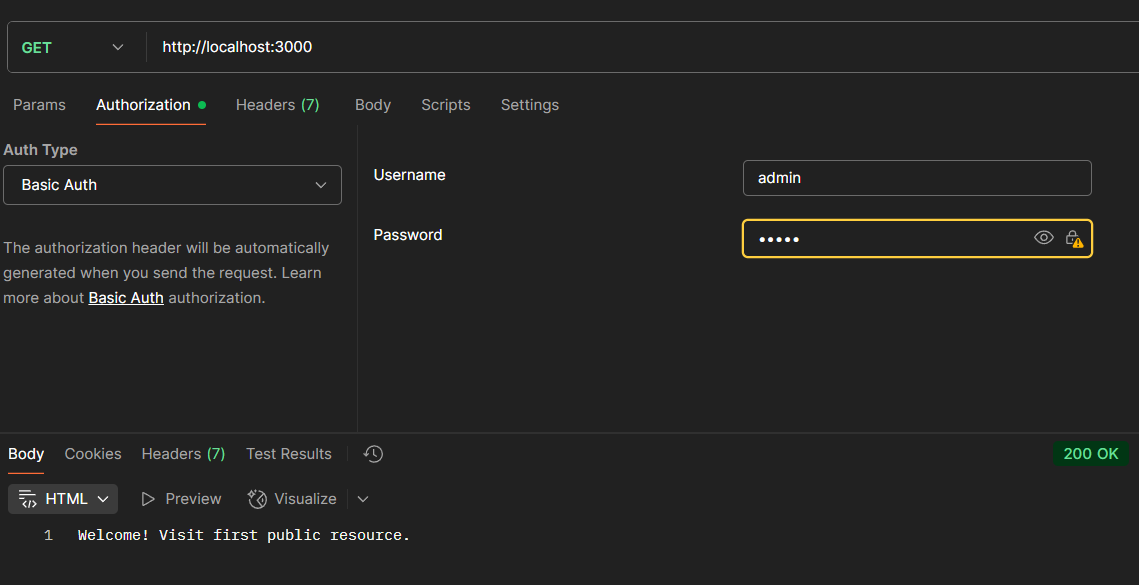 GET http://localhost:3000
Params Authorization Headers (7) Body Scripts Settings
Auth Type
Basic Auth
The authorization header will be automatically
generated when you send the request. Learn
more about Basic Auth authorization.
Username admin
Password •••••
Body Cookies Headers (7) Test Results 200 OK
HTML Preview Visualize
1 Welcome! Visit first public resource.